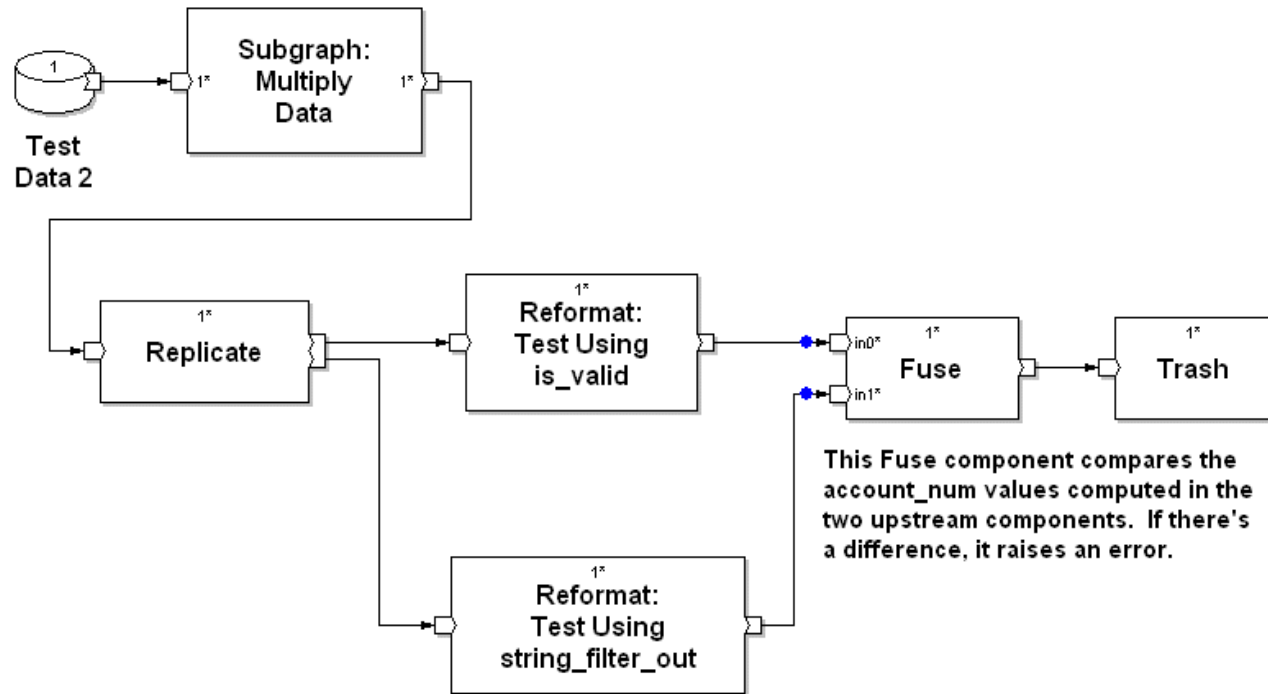 1
Test
Data 2
Subgraph:
Multiply
Data
1*
1*
1*
Replicate
1*
Reformat:
Test Using
is_valid
1*
Reformat:
Test Using
string_filter_out
1*
in0*
Fuse
in1*
1*
Trash
This Fuse component compares the
account_num values computed in the
two upstream components. If there's
a difference, it raises an error.